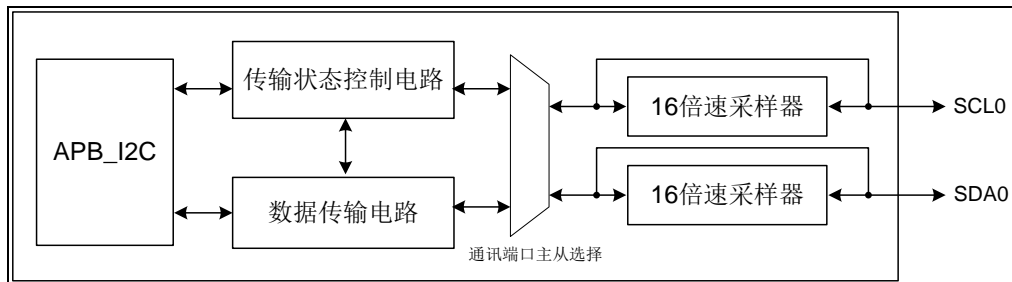 传输状态控制电路
16倍速采样器
SCL0
APB_I2C
数据传输电路
16倍速采样器
SDA0
通讯端口主从选择